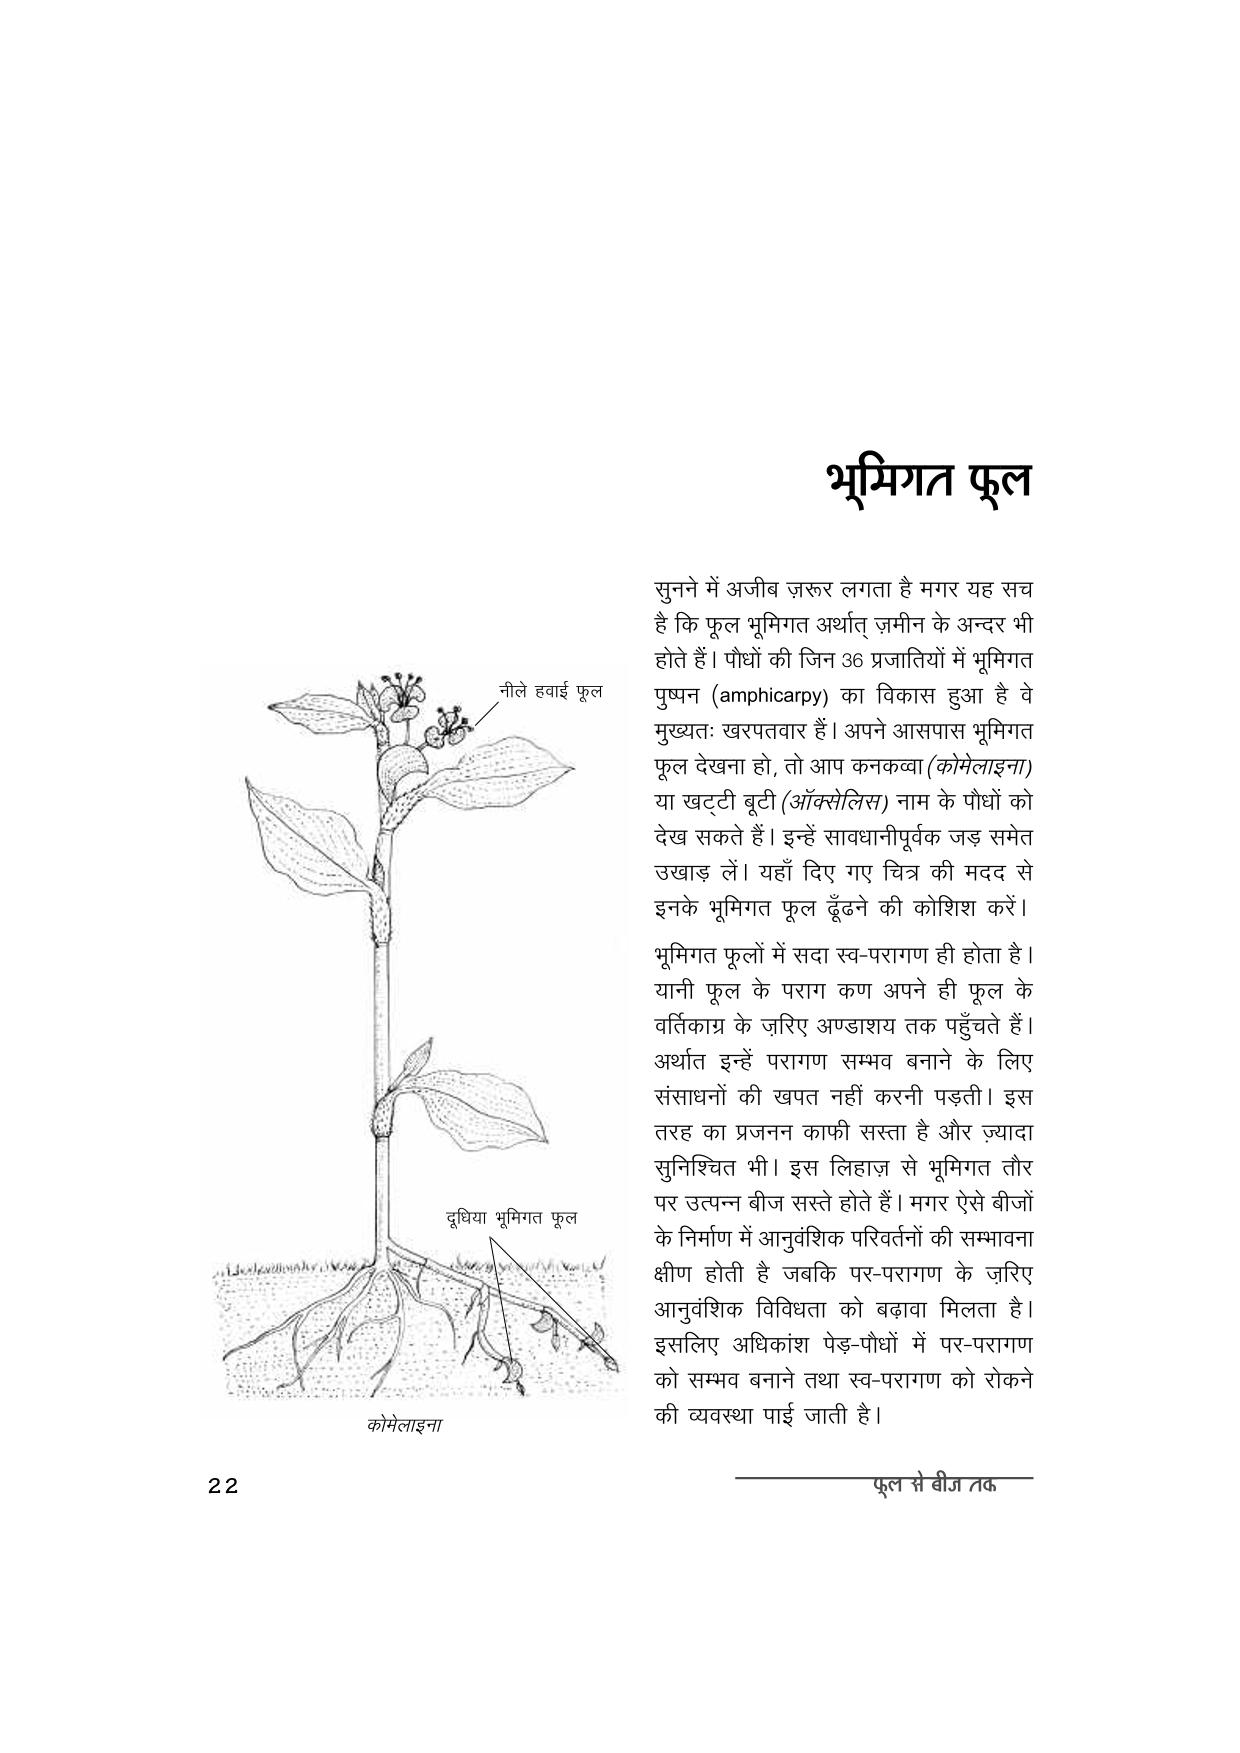 भूमिगत फूल
सुनने में अजीब ज़रूर लगता है मगर यह सच
है कि फूल भूमिगत अर्थात् ज़मीन के अन्दर भी
होते हैं। पौधों की जिन 36 प्रजातियों में भूमिगत
पुष्पन (amphicarpy) का विकास हुआ है वे
मुख्यतः खरपतवार हैं। अपने आसपास भूमिगत
फूल देखना हो, तो आप कनकव्वा (कोमेलाइना)
या खट्टी बूटी (ऑक्सेलिस) नाम के पौधों को
देख सकते हैं। इन्हें सावधानीपूर्वक जड़ समेत
उखाड़ लें। यहाँ दिए गए चित्र की मदद से
इनके भूमिगत फूल ढूँढने की कोशिश करें।
भूमिगत फूलों में सदा स्व-परागण ही होता है।
यानी फूल के पराग कण अपने ही फूल के
वर्तिकाग्र के ज़रिए अण्डाशय तक पहुँचते हैं।
अर्थात इन्हें परागण सम्भव बनाने के लिए
संसाधनों की खपत नहीं करनी पड़ती। इस
तरह का प्रजनन काफी सस्ता है और ज़्यादा
सुनिश्चित भी। इस लिहाज़ से भूमिगत तौर
पर उत्पन्न बीज सस्ते होते हैं। मगर ऐसे बीजों
के निर्माण में आनुवंशिक परिवर्तनों की सम्भावना
क्षीण होती है जबकि पर-परागण के ज़रिए
आनुवंशिक विविधता को बढ़ावा मिलता है।
इसलिए अधिकांश पेड़-पौधों में पर-परागण
को सम्भव बनाने तथा स्व-परागण को रोकने
की व्यवस्था पाई जाती है।
नीले हवाई फूल
दूधिया भूमिगत फूल
कोमेलाइना
22
फूल से बीज तक